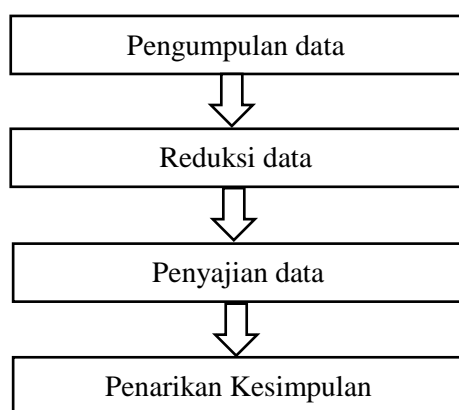 Pengumpulan data
Reduksi data
Penyajian data
Penarikan Kesimpulan